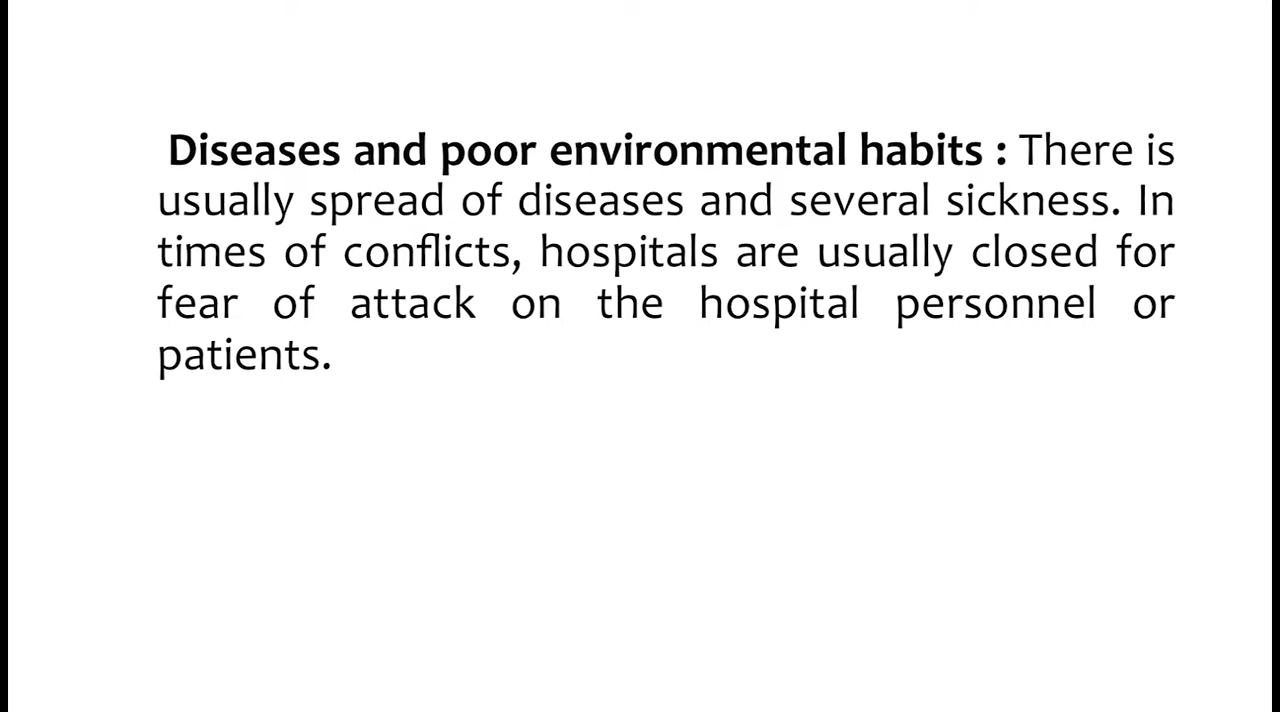 Diseases and poor environmental habits : There is
usually spread of diseases and several sickness. In
times of conflicts, hospitals are usually closed for
fear of attack on the hospital personnel or
patients.